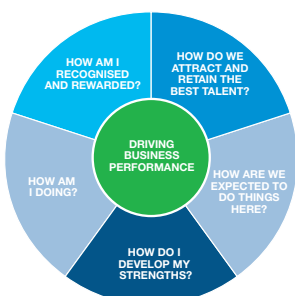 HOW AM I
RECOGNISED
AND REWARDED?
HOW DO WE
ATTRACT AND
RETAIN THE
BEST TALENT?
DRIVING
BUSINESS
PERFORMANCE
HOW AM
I DOING?
HOW ARE WE
EXPECTED TO
DO THINGS
HERE?
HOW DO I
DEVELOP MY
STRENGTHS?